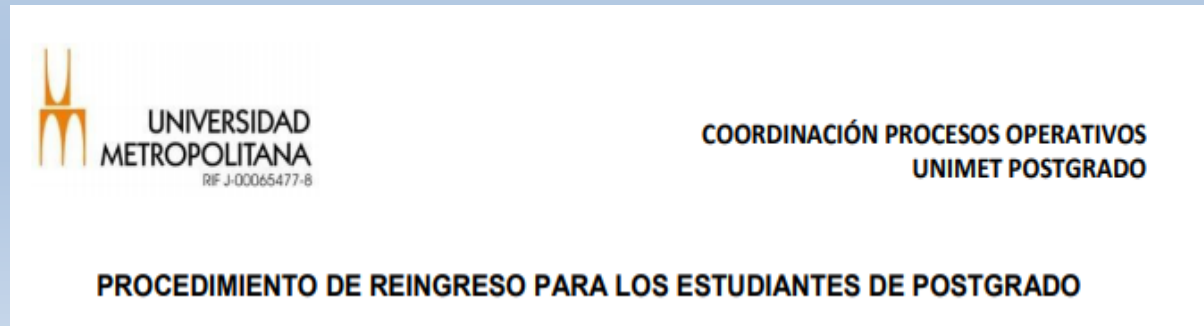 UNIVERSIDAD
METROPOLITANA
RIF J-00065477-8
COORDINACIÓN PROCESOS OPERATIVOS
UNIMET POSTGRADO
PROCEDIMIENTO DE REINGRESO PARA LOS ESTUDIANTES DE POSTGRADO